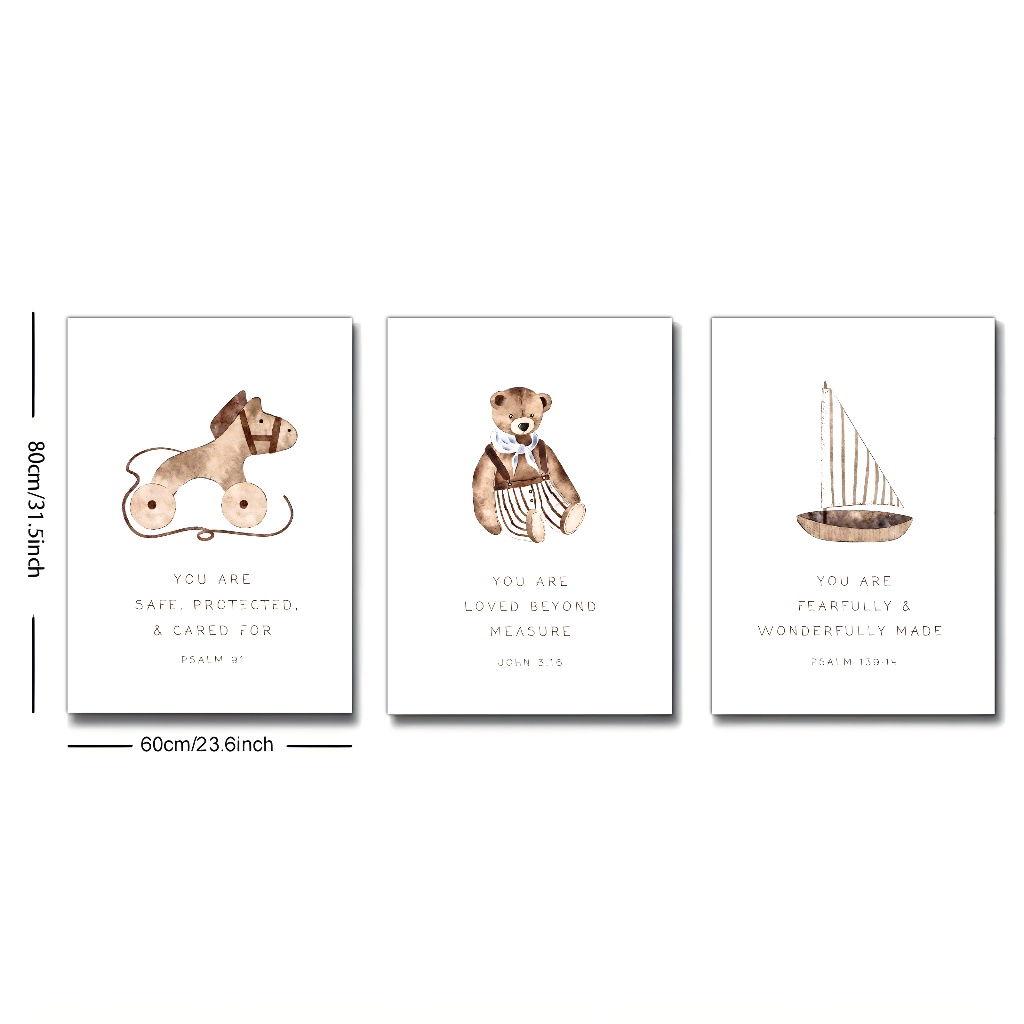 80cm/31.5inch
YOU ARE
SAFE, PROTECTED,
& CARED FOR
PSALM 91
YOU ARE
LOVED BEYOND
MEASURE
JOHN 3:16
YOU ARE
FEARFULLY &
WONDERFULLY MADE
PSALM 139:14
60cm/23.6inch